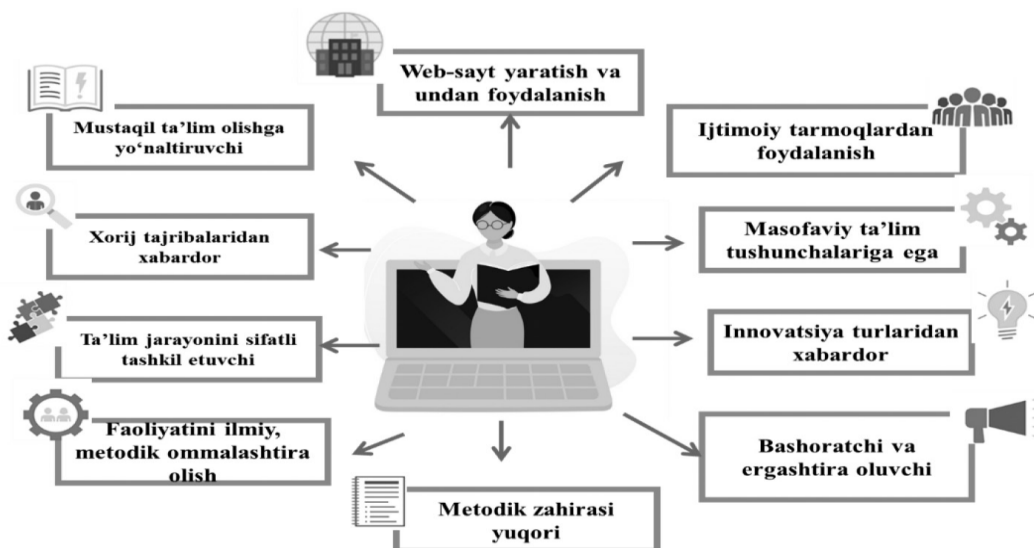 Web-sayt yaratish va
undan foydalanish
Mustaqil ta’lim olishga
yo‘naltiruvchi
Ijtimoiy tarmoqlardan
foydalanish
Xorij tajribalaridan
xabardor
Masofaviy ta’lim
tushunchalariga ega
Ta’lim jarayonini sifatli
tashkil etuvchi
Innovatsiya turlaridan
xabardor
Faoliyatini ilmiy,
metodik ommalashtira
olish
Bashoratchi va
ergashtira oluvchi
Metodik zahirasi
yuqori